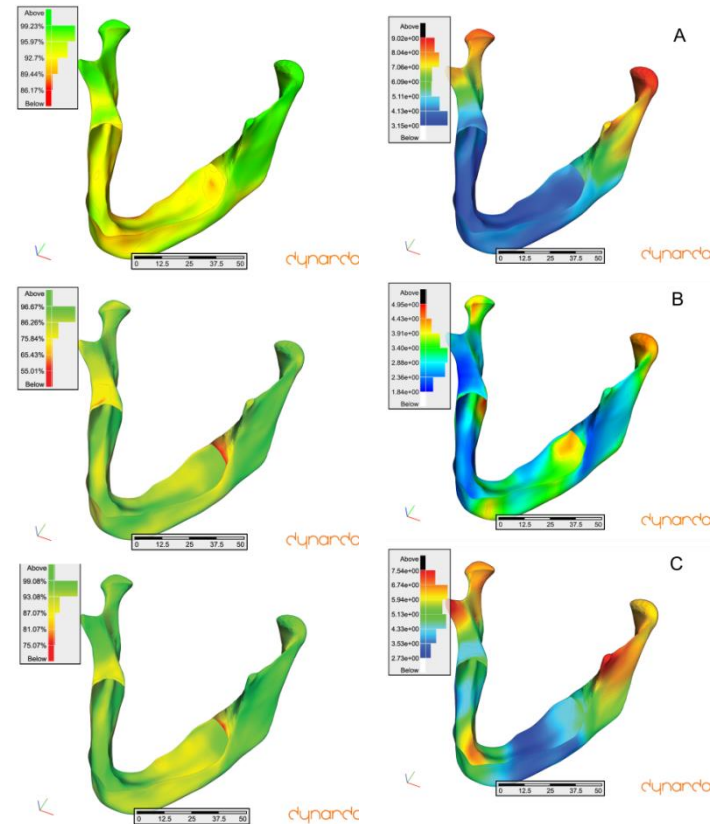 Above
99.23%
95.97%
92.7%
89.44%
86.17%
Below
0 12.5 25 37.5 50
dynardo
A
Above
9.02e+00
8.04e+00
7.06e+00
6.09e+00
5.11e+00
4.13e+00
3.15e+00
Below
0 12.5 25 37.5 50
dynardo
Above
96.67%
86.26%
75.84%
65.43%
55.01%
Below
0 12.5 25 37.5 50
dynardo
B
Above
4.95e+00
4.43e+00
3.91e+00
3.40e+00
2.88e+00
2.36e+00
1.84e+00
Below
0 12.5 25 37.5 50
dynardo
Above
99.08%
93.08%
87.07%
81.07%
75.07%
Below
0 12.5 25 37.5 50
dynardo
C
Above
7.54e+00
6.74e+00
5.94e+00
5.13e+00
4.33e+00
3.53e+00
2.73e+00
Below
0 12.5 25 37.5 50
dynardo